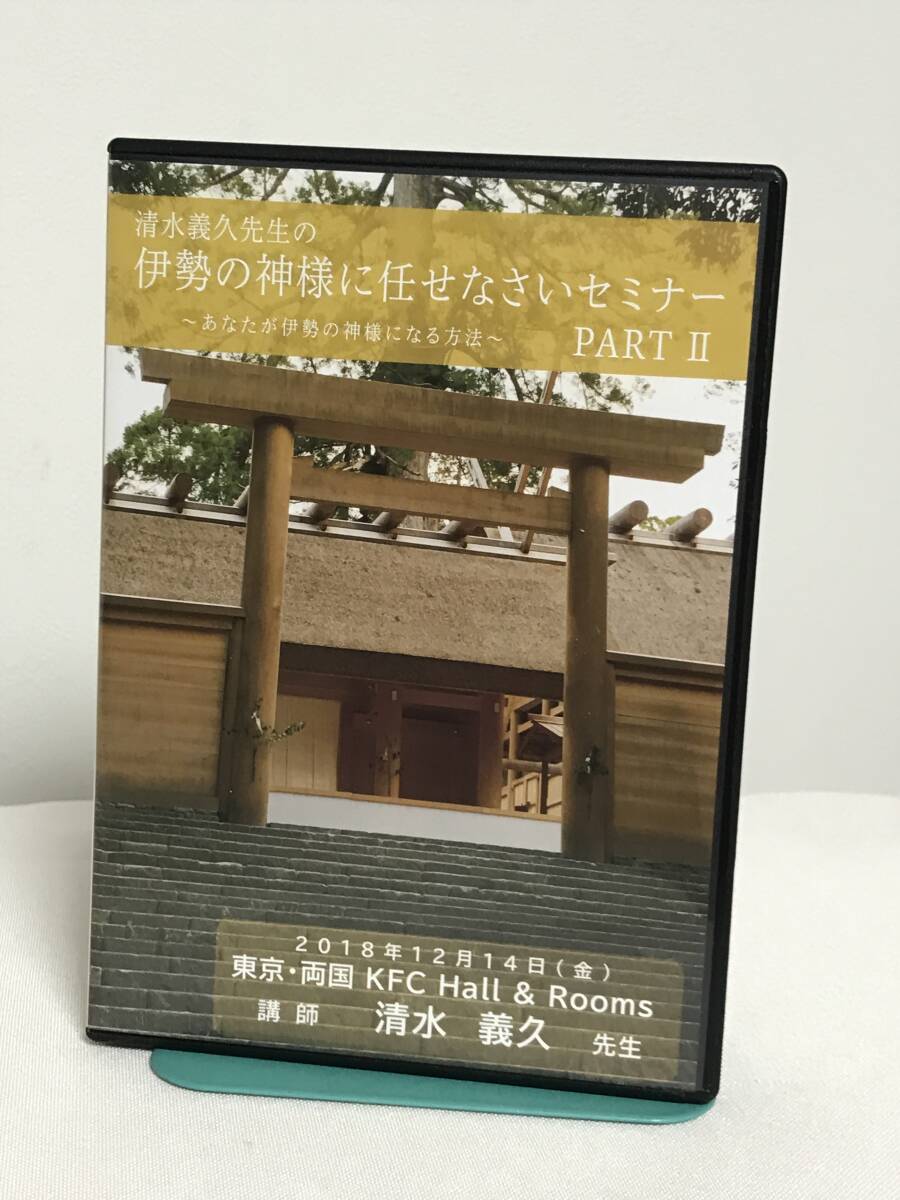 清水義久先生の
伊勢の神様に任せなさいセミナー
～あなたが伊勢の神様になる方法～
PART Ⅱ
2018年12月14日(金)
東京・両国 KFC Hall & Rooms
講師 清水 義久 先生